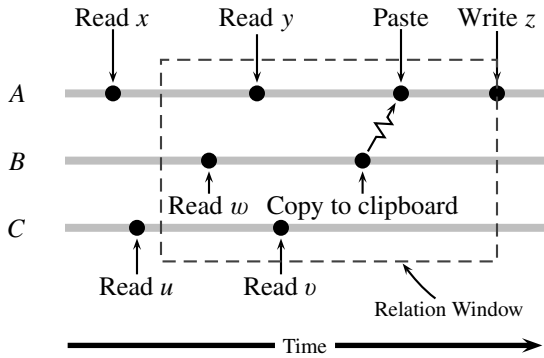 Read x
Read y
Paste
Write z
A
B
Read w
Copy to clipboard
C
Read u
Read v
Relation Window
Time